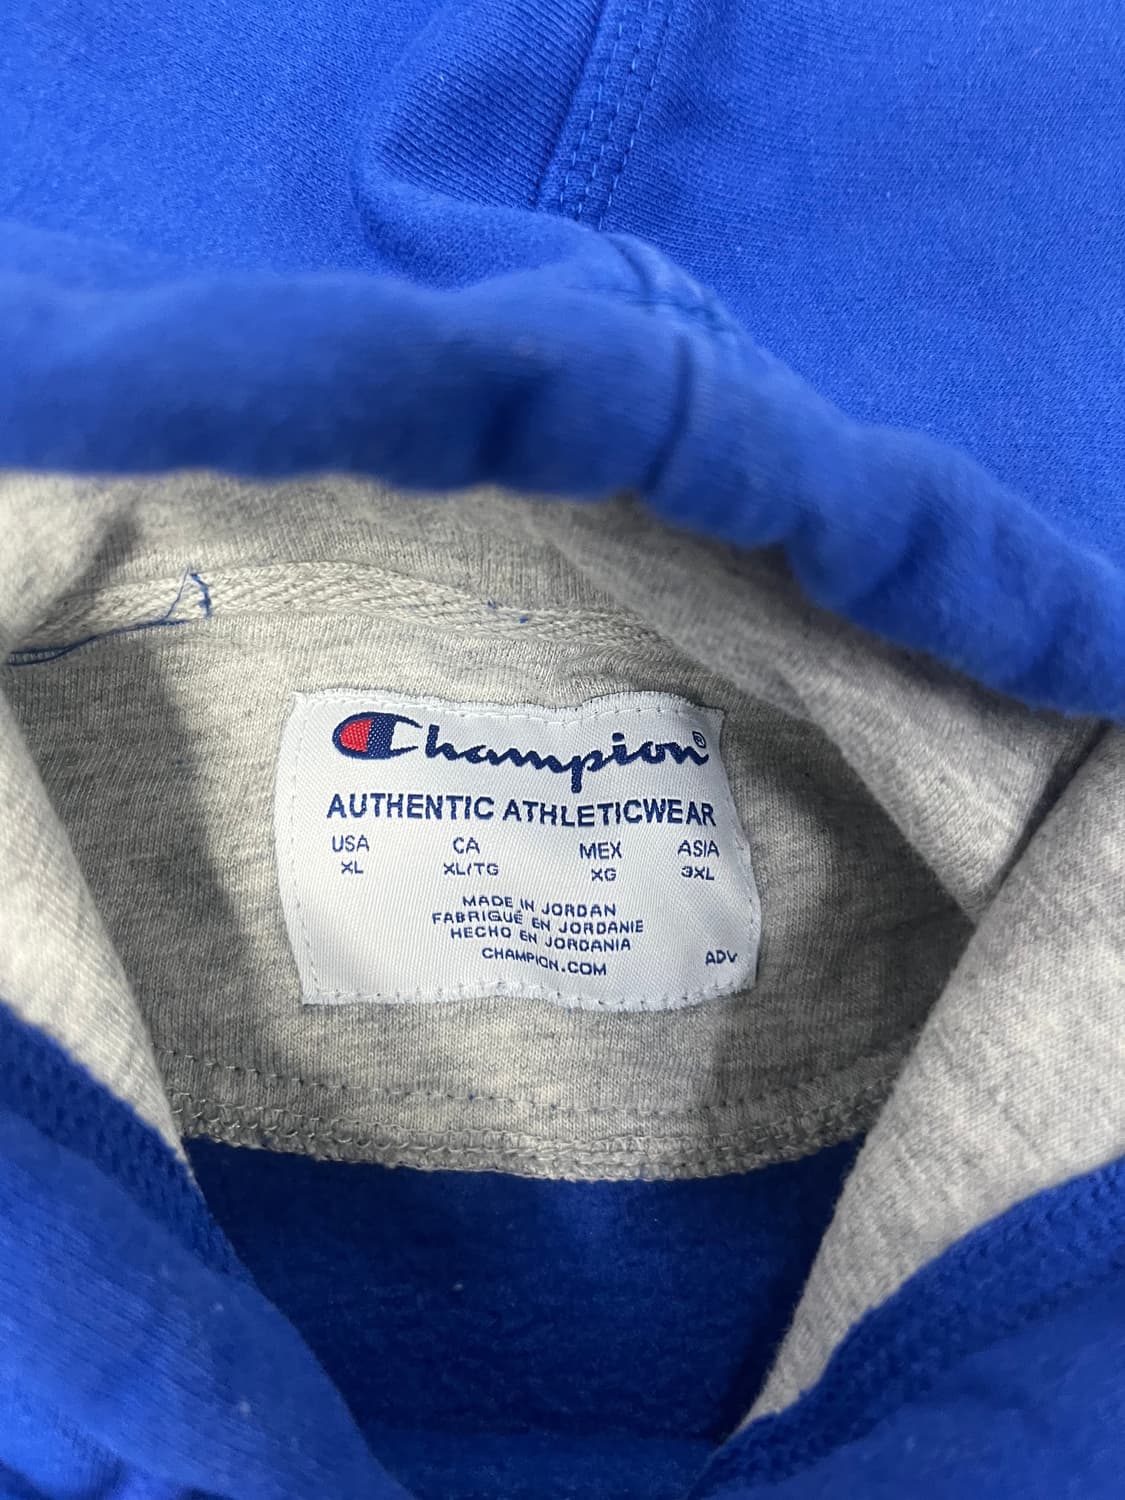 Champion®
AUTHENTIC ATHLETICWEAR
USA CA MEX ASIA
XL XL/TG XG 3XL
MADE IN JORDAN
FABRIGUÉ EN JORDANIE
HECHO EN JORDANIA
CHAMPION.COM
ADV